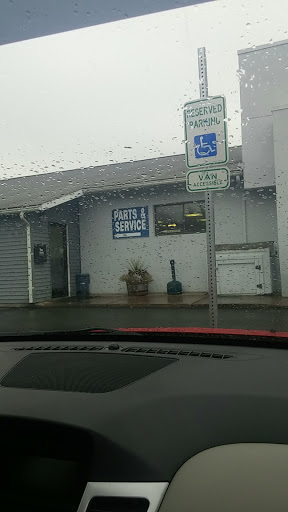 RESERVED
PARKING
VAN
ACCESSIBLE
PARTS &
SERVICE